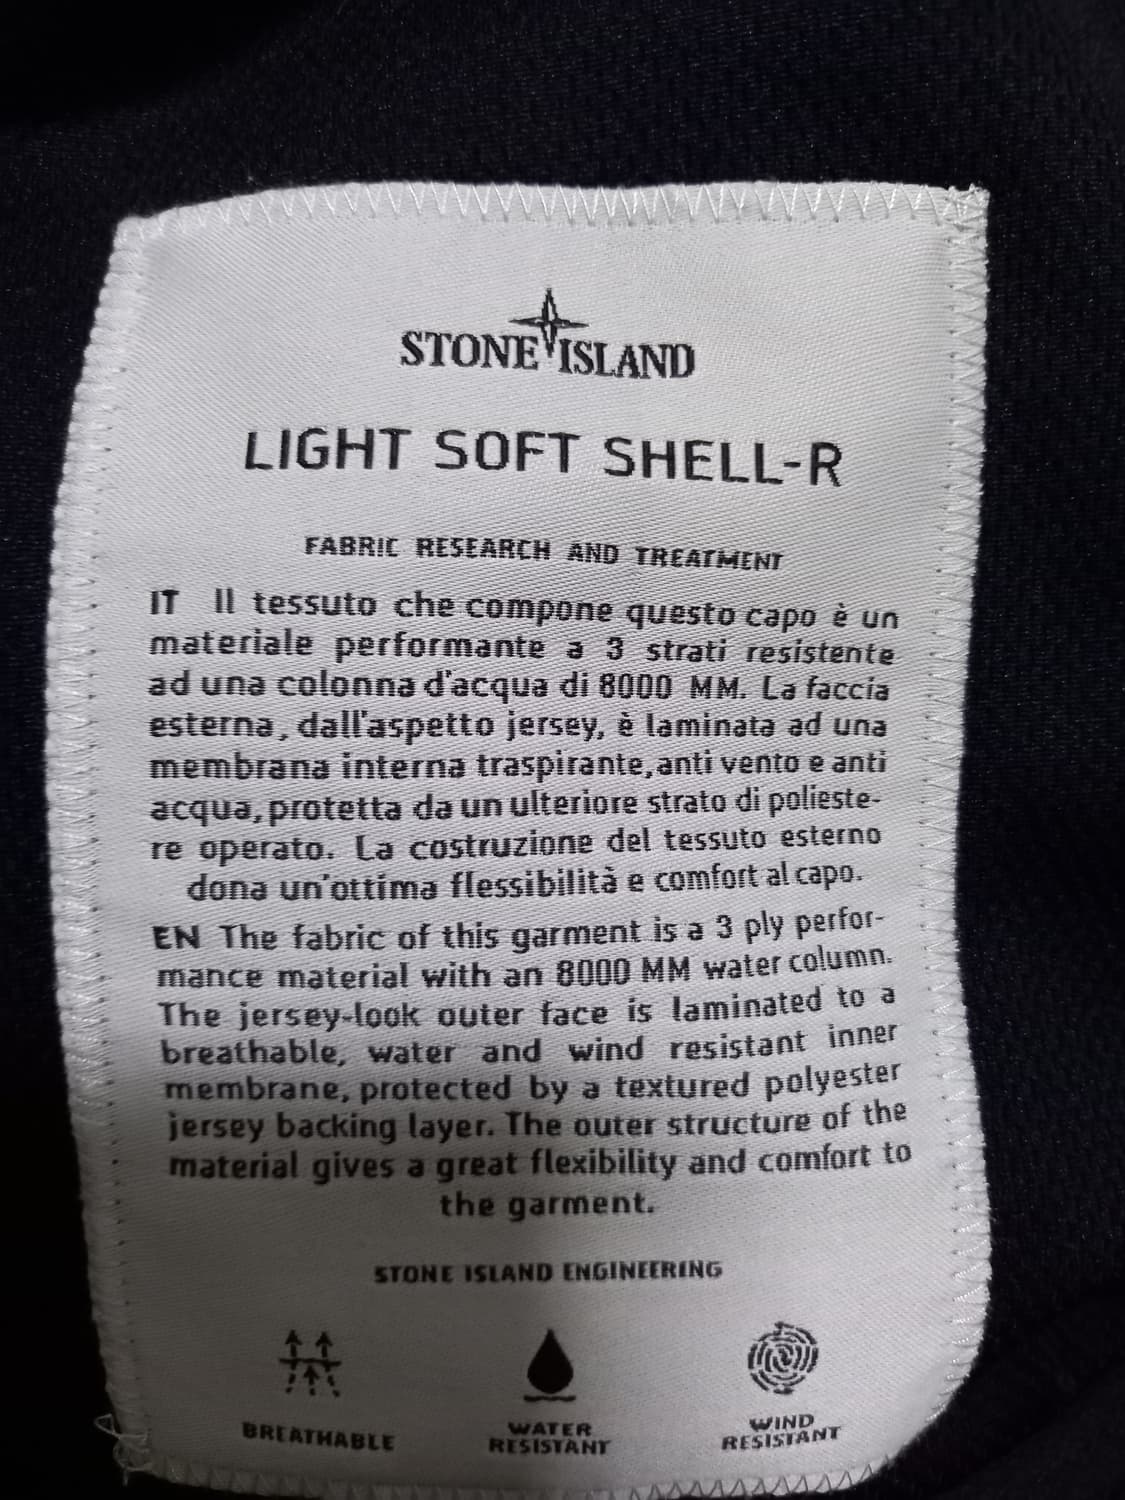 STONE ISLAND
LIGHT SOFT SHELL-R
FABRIC RESEARCH AND TREATMENT
IT Il tessuto che compone questo capo è un
materiale performante a 3 strati resistente
ad una colonna d'acqua di 8000 MM. La faccia
esterna, dall'aspetto jersey, è laminata ad una
membrana interna traspirante, anti vento e anti
acqua, protetta da un ulteriore strato di polieste-
re operato. La costruzione del tessuto esterno
dona un'ottima flessibilità e comfort al capo.
EN The fabric of this garment is a 3 ply perfor-
mance material with an 8000 MM water column.
The jersey-look outer face is laminated to a
breathable, water and wind resistant inner
membrane, protected by a textured polyester
jersey backing layer. The outer structure of the
material gives a great flexibility and comfort to
the garment.
STONE ISLAND ENGINEERING
BREATHABLE
WATER
RESISTANT
WIND
RESISTANT